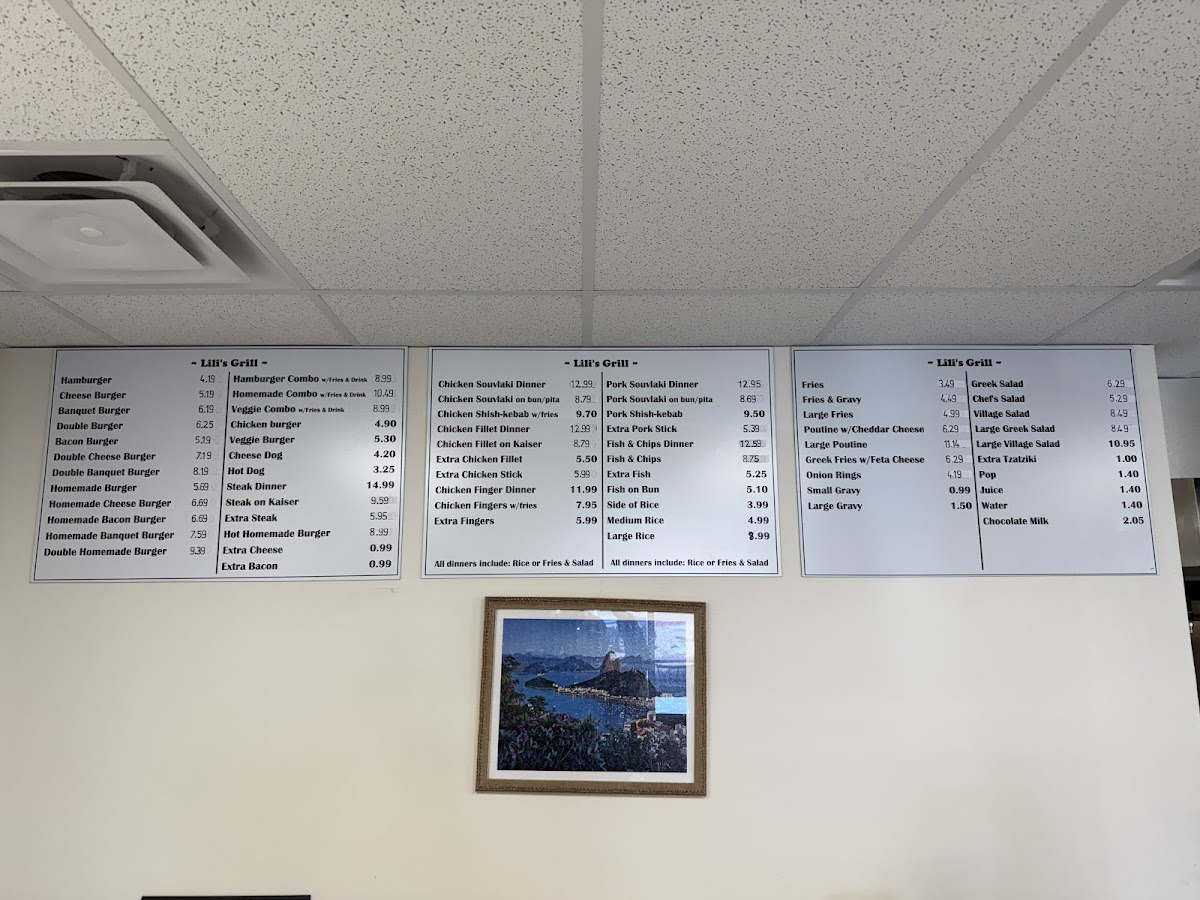 ~ Lili's Grill ~
Hamburger 4.19
Cheese Burger 5.19
Banquet Burger 6.19
Double Burger 6.25
Bacon Burger 5.19
Double Cheese Burger 7.19
Double Banquet Burger 8.19
Homemade Burger 5.69
Homemade Cheese Burger 6.69
Homemade Bacon Burger 6.69
Homemade Banquet Burger 7.59
Double Homemade Burger 9.39
Hamburger Combo w/Fries & Drink 8.99
Homemade Combo w/Fries & Drink 10.49
Veggie Combo w/Fries & Drink 8.99
Chicken burger 4.90
Veggie Burger 5.30
Cheese Dog 4.20
Hot Dog 3.25
Steak Dinner 14.99
Steak on Kaiser 9.59
Extra Steak 5.95
Hot Homemade Burger 8.99
Extra Cheese 0.99
Extra Bacon 0.99
~ Lili's Grill ~
Chicken Souvlaki Dinner 12.99
Chicken Souvlaki on bun/pita 8.79
Chicken Shish-kebab w/fries 9.70
Chicken Fillet Dinner 12.99
Chicken Fillet on Kaiser 8.79
Extra Chicken Fillet 5.50
Extra Chicken Stick 5.99
Chicken Finger Dinner 11.99
Chicken Fingers w/fries 7.95
Extra Fingers 5.99
All dinners include: Rice or Fries & Salad
Pork Souvlaki Dinner 12.95
Pork Souvlaki on bun/pita 8.69
Pork Shish-kebab 9.50
Extra Pork Stick 5.39
Fish & Chips Dinner 12.59
Fish & Chips 8.75
Extra Fish 5.25
Fish on Bun 5.10
Side of Rice 3.99
Medium Rice 4.99
Large Rice 8.99
All dinners include: Rice or Fries & Salad
~ Lili's Grill ~
Fries 3.49
Fries & Gravy 4.49
Large Fries 4.99
Poutine w/Cheddar Cheese 6.29
Large Poutine 11.14
Greek Fries w/Feta Cheese 6.29
Onion Rings 4.19
Small Gravy 0.99
Large Gravy 1.50
Greek Salad 6.29
Chef's Salad 5.29
Village Salad 8.49
Large Greek Salad 8.49
Large Village Salad 10.95
Extra Tzatziki 1.00
Pop 1.40
Juice 1.40
Water 1.40
Chocolate Milk 2.05